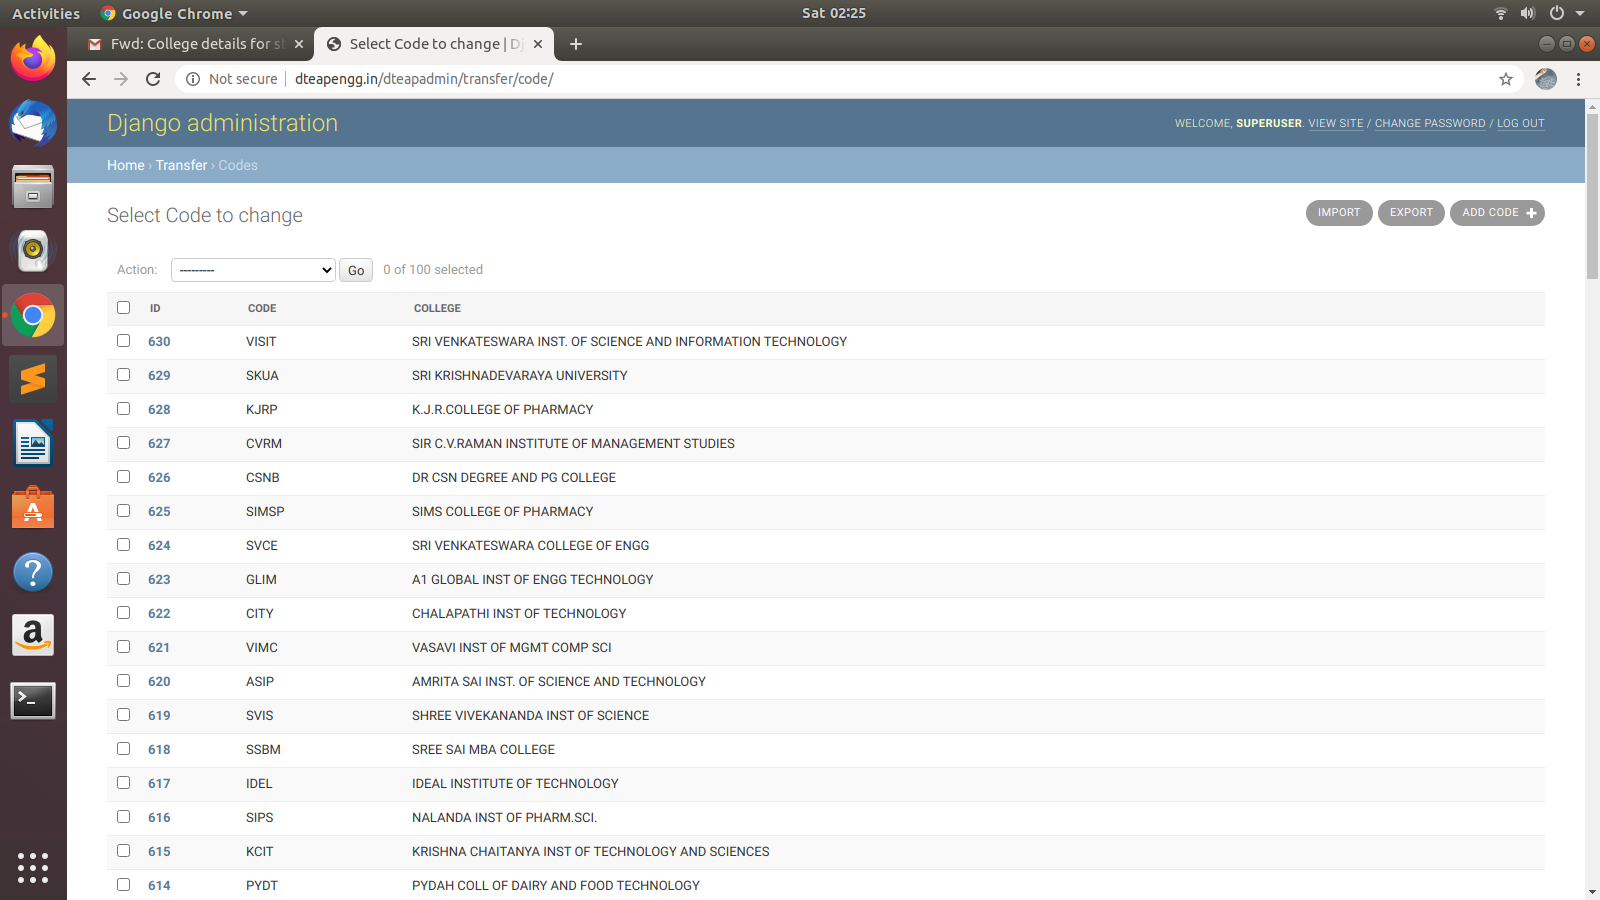 Activities Google Chrome Sat 02:25
Fwd: College details for Select Code to change | Dj
Not secure dteapengg.in/dteapadmin/transfer/code/
Django administration WELCOME, SUPERUSER. VIEW SITE / CHANGE PASSWORD / LOG OUT
Home › Transfer › Codes
Select Code to change IMPORT EXPORT ADD CODE
Action: --------- Go 0 of 100 selected
ID CODE COLLEGE
630 VISIT SRI VENKATESWARA INST. OF SCIENCE AND INFORMATION TECHNOLOGY
629 SKUA SRI KRISHNADEVARAYA UNIVERSITY
628 KJRP K.J.R.COLLEGE OF PHARMACY
627 CVRM SIR C.V.RAMAN INSTITUTE OF MANAGEMENT STUDIES
626 CSNB DR CSN DEGREE AND PG COLLEGE
625 SIMSP SIMS COLLEGE OF PHARMACY
624 SVCE SRI VENKATESWARA COLLEGE OF ENGG
623 GLIM A1 GLOBAL INST OF ENGG TECHNOLOGY
622 CITY CHALAPATHI INST OF TECHNOLOGY
621 VIMC VASAVI INST OF MGMT COMP SCI
620 ASIP AMRITA SAI INST. OF SCIENCE AND TECHNOLOGY
619 SVIS SHREE VIVEKANANDA INST OF SCIENCE
618 SSBM SREE SAI MBA COLLEGE
617 IDEL IDEAL INSTITUTE OF TECHNOLOGY
616 SIPS NALANDA INST OF PHARM.SCI.
615 KCIT KRISHNA CHAITANYA INST OF TECHNOLOGY AND SCIENCES
614 PYDT PYDAH COLL OF DAIRY AND FOOD TECHNOLOGY